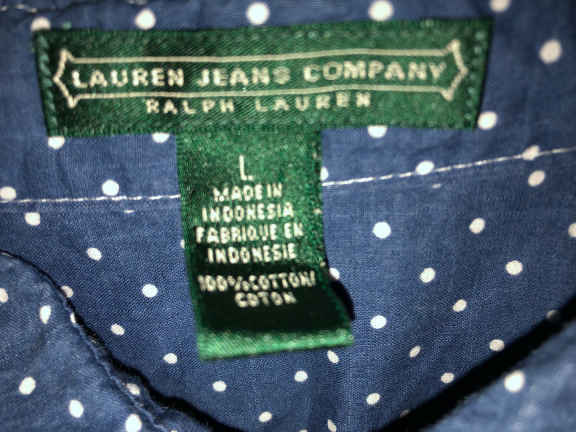 LAUREN JEANS COMPANY
RALPH LAUREN
L
MADE IN
INDONESIA
FABRIQUE EN
INDONESIE
100%COTTON/
COTON